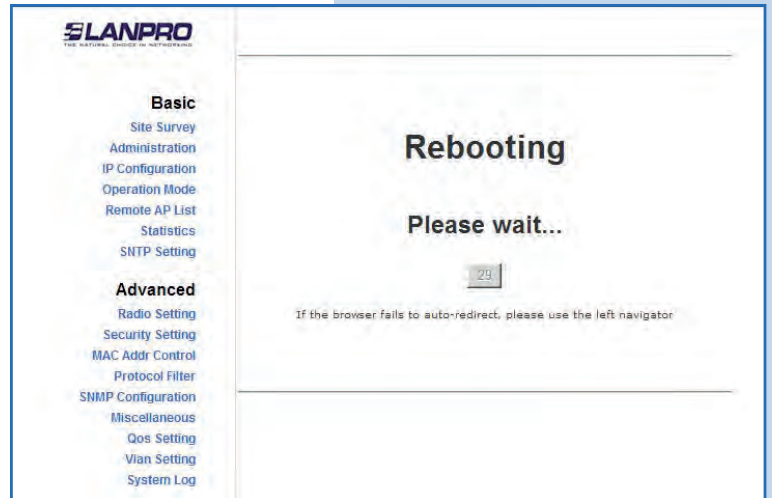 LANPRO
THE NATURAL CHOICE IN NETWORKING
Basic
Site Survey
Administration
IP Configuration
Operation Mode
Remote AP List
Statistics
SNTP Setting
Advanced
Radio Setting
Security Setting
MAC Addr Control
Protocol Filter
SNMP Configuration
Miscellaneous
Qos Setting
Vlan Setting
System Log
Rebooting
Please wait...
29
If the browser fails to auto-redirect, please use the left navigator